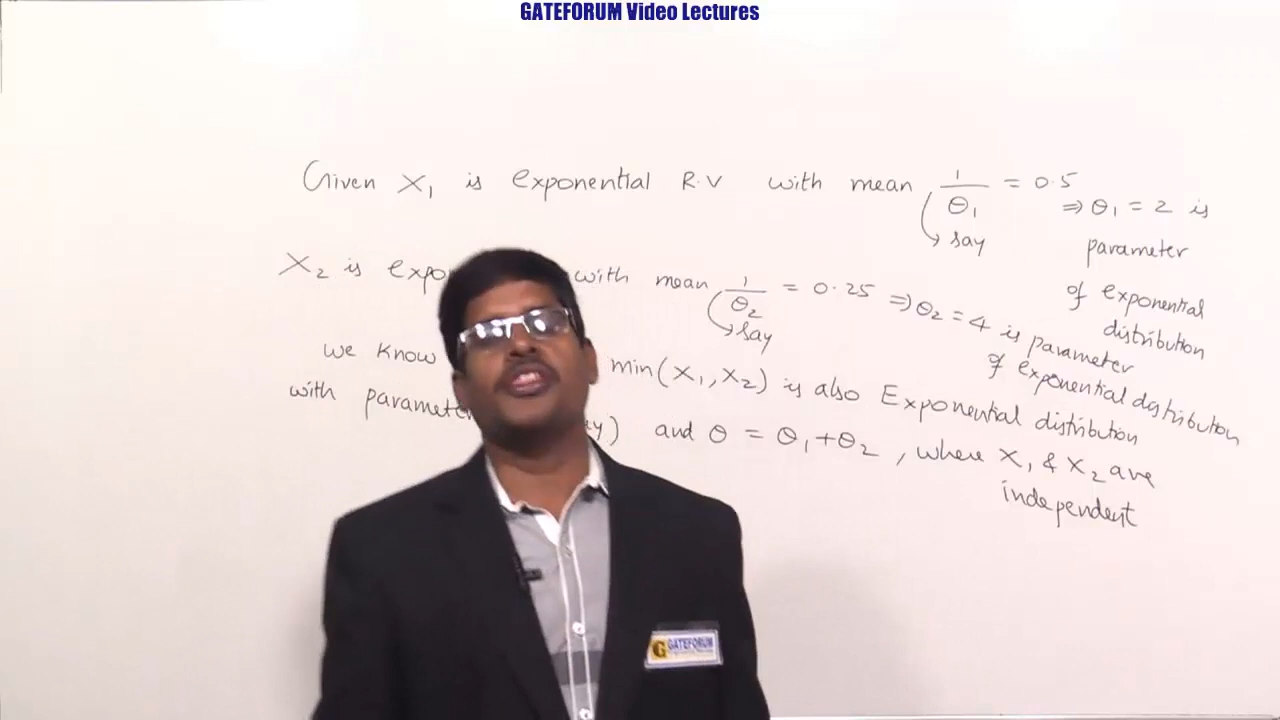 GATEFORUM Video Lectures
Given X₁ is exponential R.V with mean 1/θ₁ = 0.5
say
⇒ θ₁ = 2 is
parameter
of exponential
distribution
X₂ is expo with mean 1/θ₂ = 0.25 ⇒ θ₂ = 4 is parameter
say
of exponential distribution
we know min(X₁, X₂) is also Exponential distribution
with paramete y) and θ = θ₁+θ₂, where X₁ & X₂ are
independent
GATEFORUM